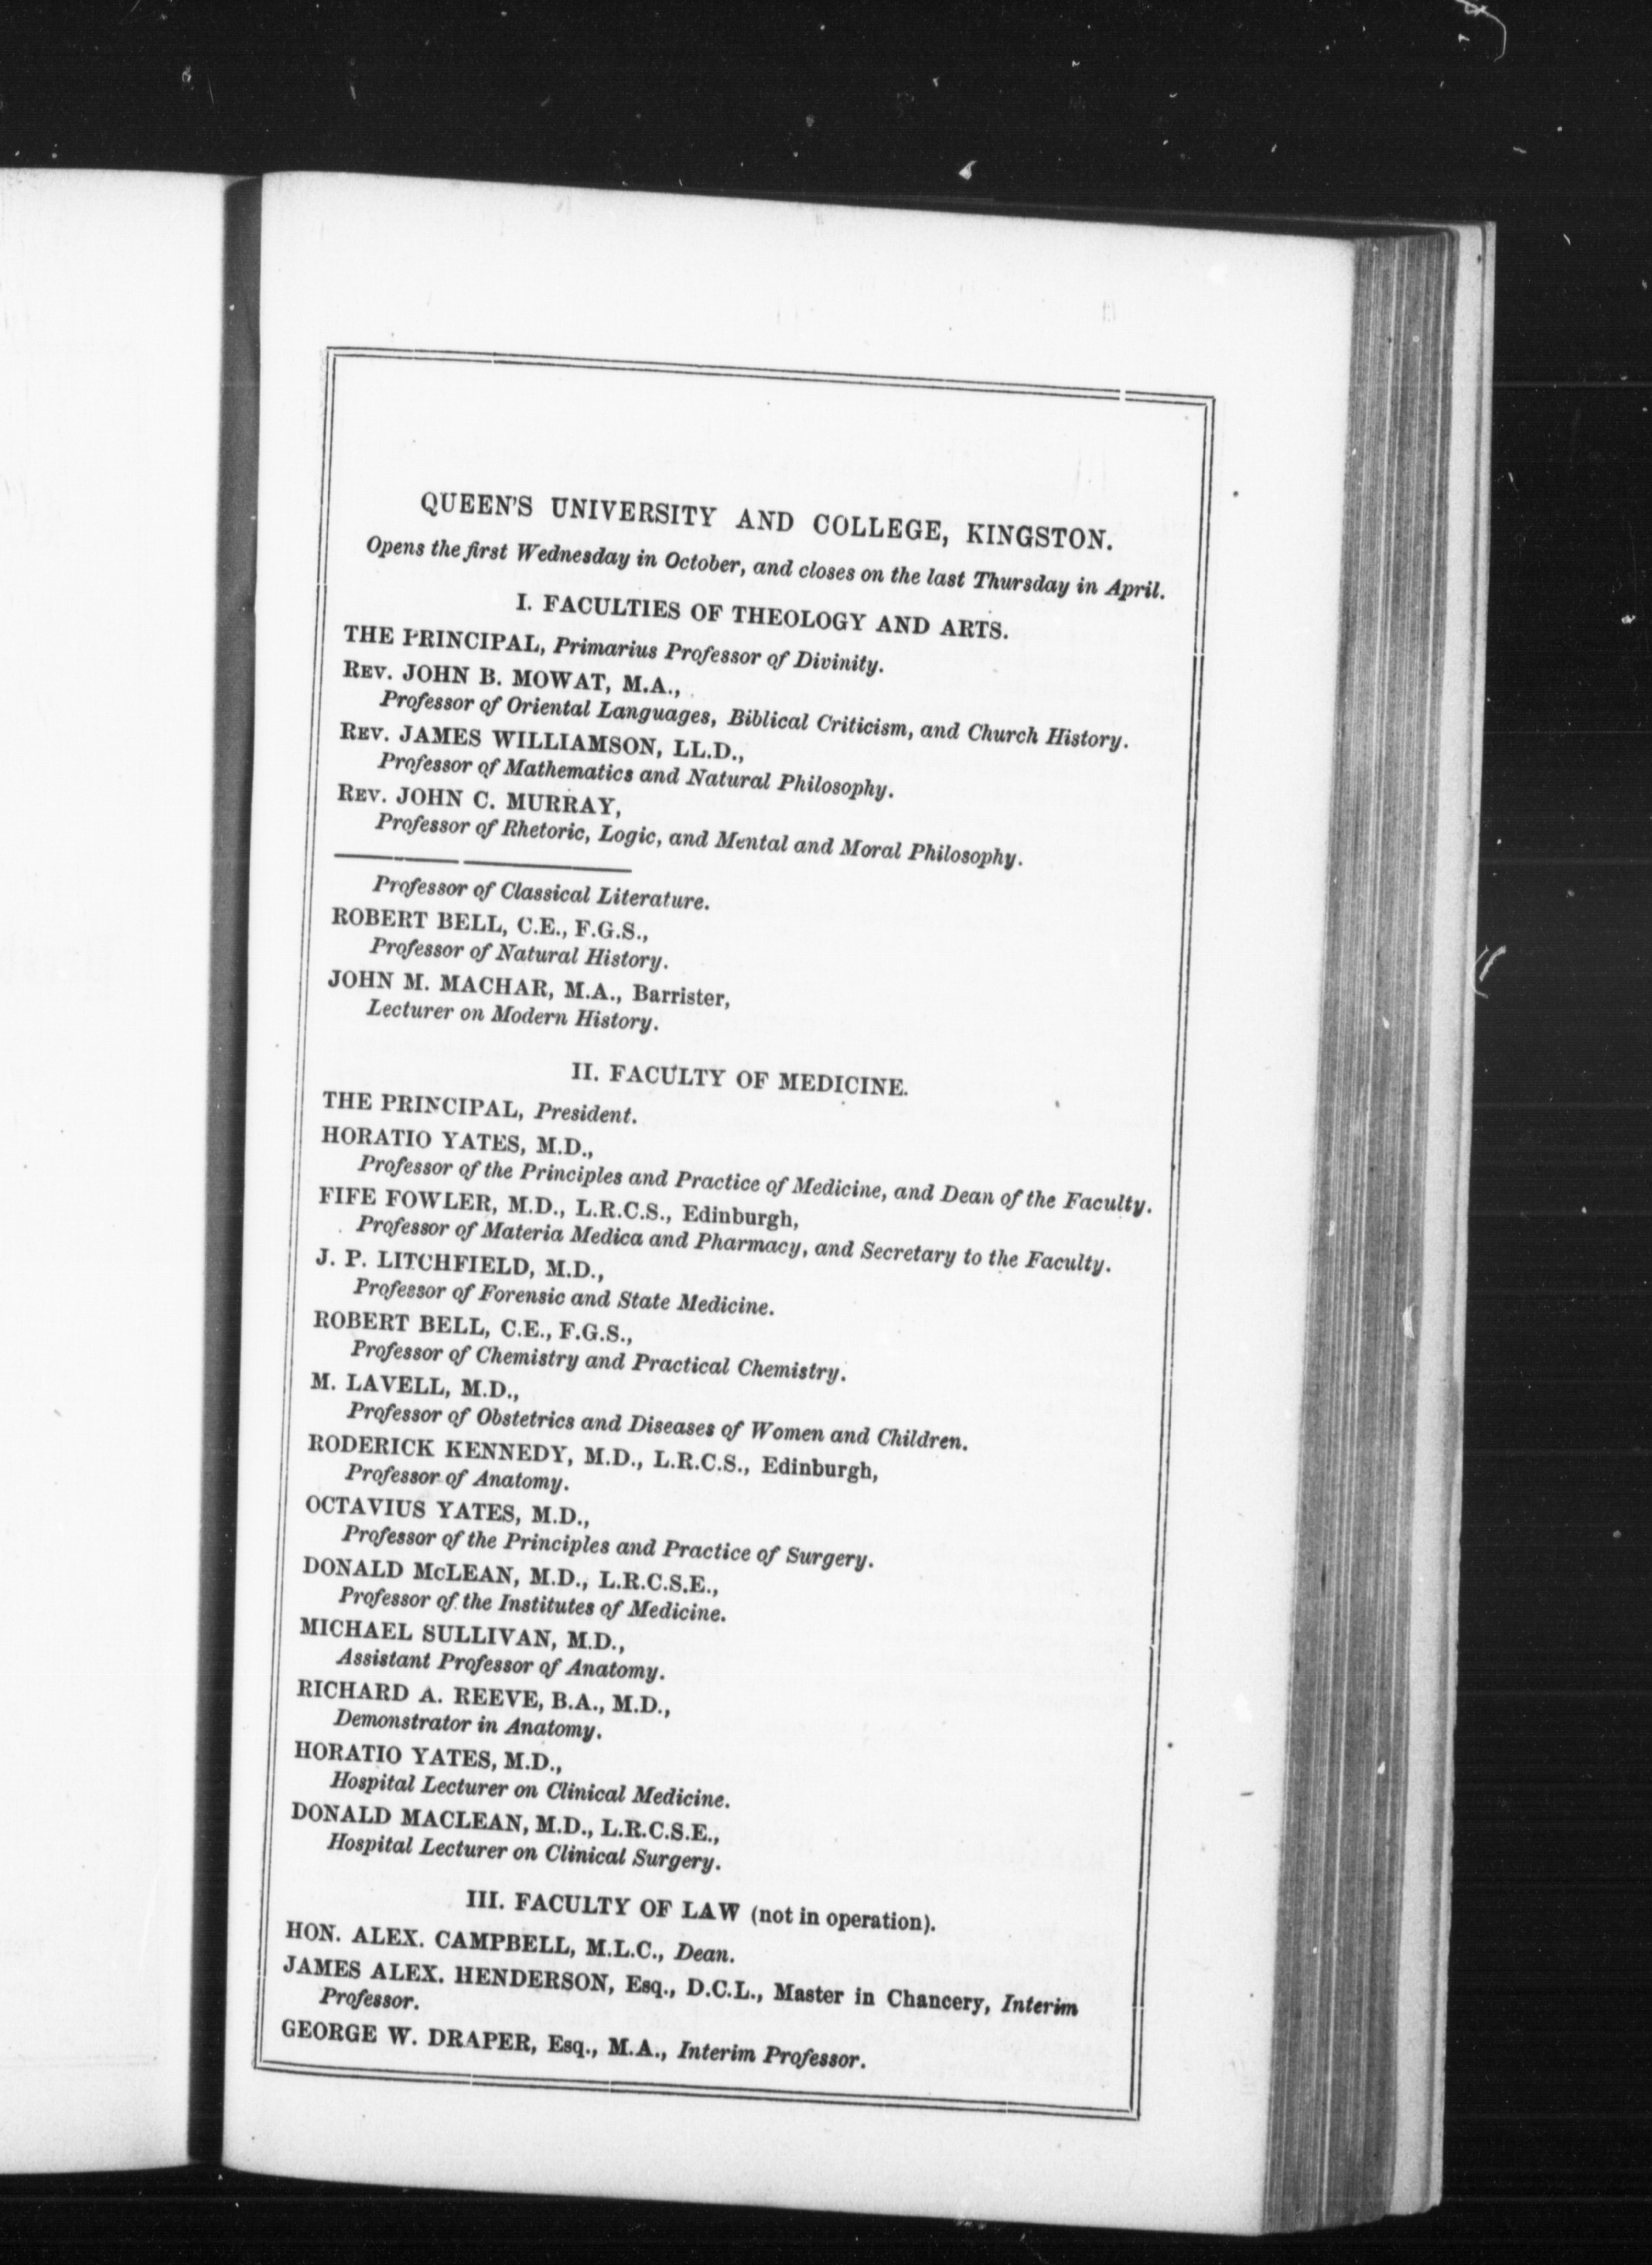 QUEEN'S UNIVERSITY AND COLLEGE, KINGSTON.
Opens the first Wednesday in October, and closes on the last Thursday in April.
I. FACULTIES OF THEOLOGY AND ARTS.
THE PRINCIPAL, Primarius Professor of Divinity.
REV. JOHN B. MOWAT, M.A.,
Professor of Oriental Languages, Biblical Criticism, and Church History.
REV. JAMES WILLIAMSON, LL.D.,
Professor of Mathematics and Natural Philosophy.
REV. JOHN C. MURRAY,
Professor of Rhetoric, Logic, and Mental and Moral Philosophy.
Professor of Classical Literature.
ROBERT BELL, C.E., F.G.S.,
Professor of Natural History.
JOHN M. MACHAR, M.A., Barrister,
Lecturer on Modern History.
II. FACULTY OF MEDICINE.
THE PRINCIPAL, President.
HORATIO YATES, M.D.,
Professor of the Principles and Practice of Medicine, and Dean of the Faculty.
FIFE FOWLER, M.D., L.R.C.S., Edinburgh,
Professor of Materia Medica and Pharmacy, and Secretary to the Faculty.
J. P. LITCHFIELD, M.D.,
Professor of Forensic and State Medicine.
ROBERT BELL, C.E., F.G.S.,
Professor of Chemistry and Practical Chemistry.
M. LAVELL, M.D.,
Professor of Obstetrics and Diseases of Women and Children.
RODERICK KENNEDY, M.D., L.R.C.S., Edinburgh,
Professor of Anatomy.
OCTAVIUS YATES, M.D.,
Professor of the Principles and Practice of Surgery.
DONALD McLEAN, M.D., L.R.C.S.E.,
Professor of the Institutes of Medicine.
MICHAEL SULLIVAN, M.D.,
Assistant Professor of Anatomy.
RICHARD A. REEVE, B.A., M.D.,
Demonstrator in Anatomy.
HORATIO YATES, M.D.,
Hospital Lecturer on Clinical Medicine.
DONALD MACLEAN, M.D., L.R.C.S.E.,
Hospital Lecturer on Clinical Surgery.
III. FACULTY OF LAW (not in operation).
HON. ALEX. CAMPBELL, M.L.C., Dean.
JAMES ALEX. HENDERSON, Esq., D.C.L., Master in Chancery, Interim
Professor.
GEORGE W. DRAPER, Esq., M.A., Interim Professor.